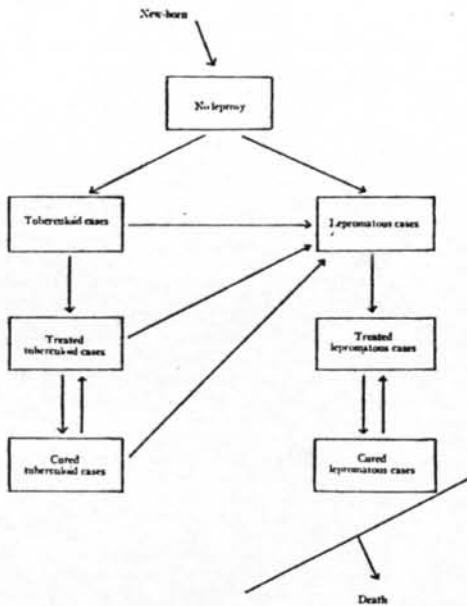 New-born
No leprosy
Tuberculoid cases
Lepromatous cases
Treated
tuberculoid cases
Treated
lepromatous cases
Cured
tuberculoid cases
Cured
lepromatous cases
Death